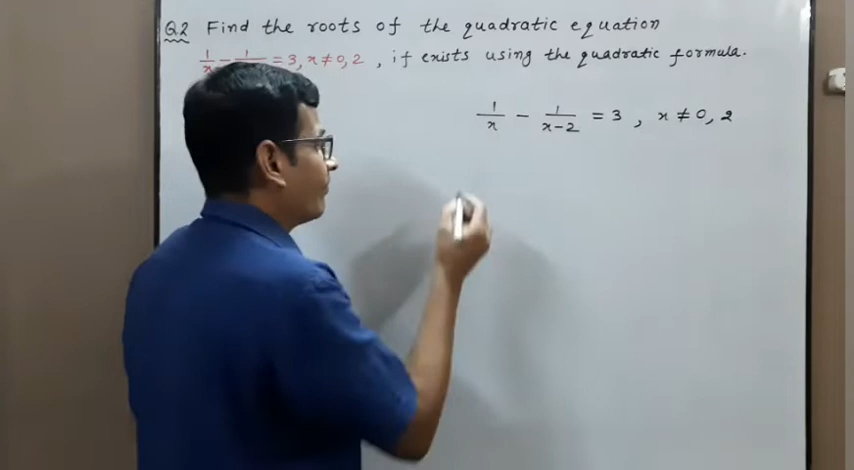 Q2 Find the roots of the quadratic equation
1/x - 1 = 3, x ≠ 0, 2 , if exists using the quadratic formula.
1/x - 1/(x-2) = 3 , x ≠ 0, 2